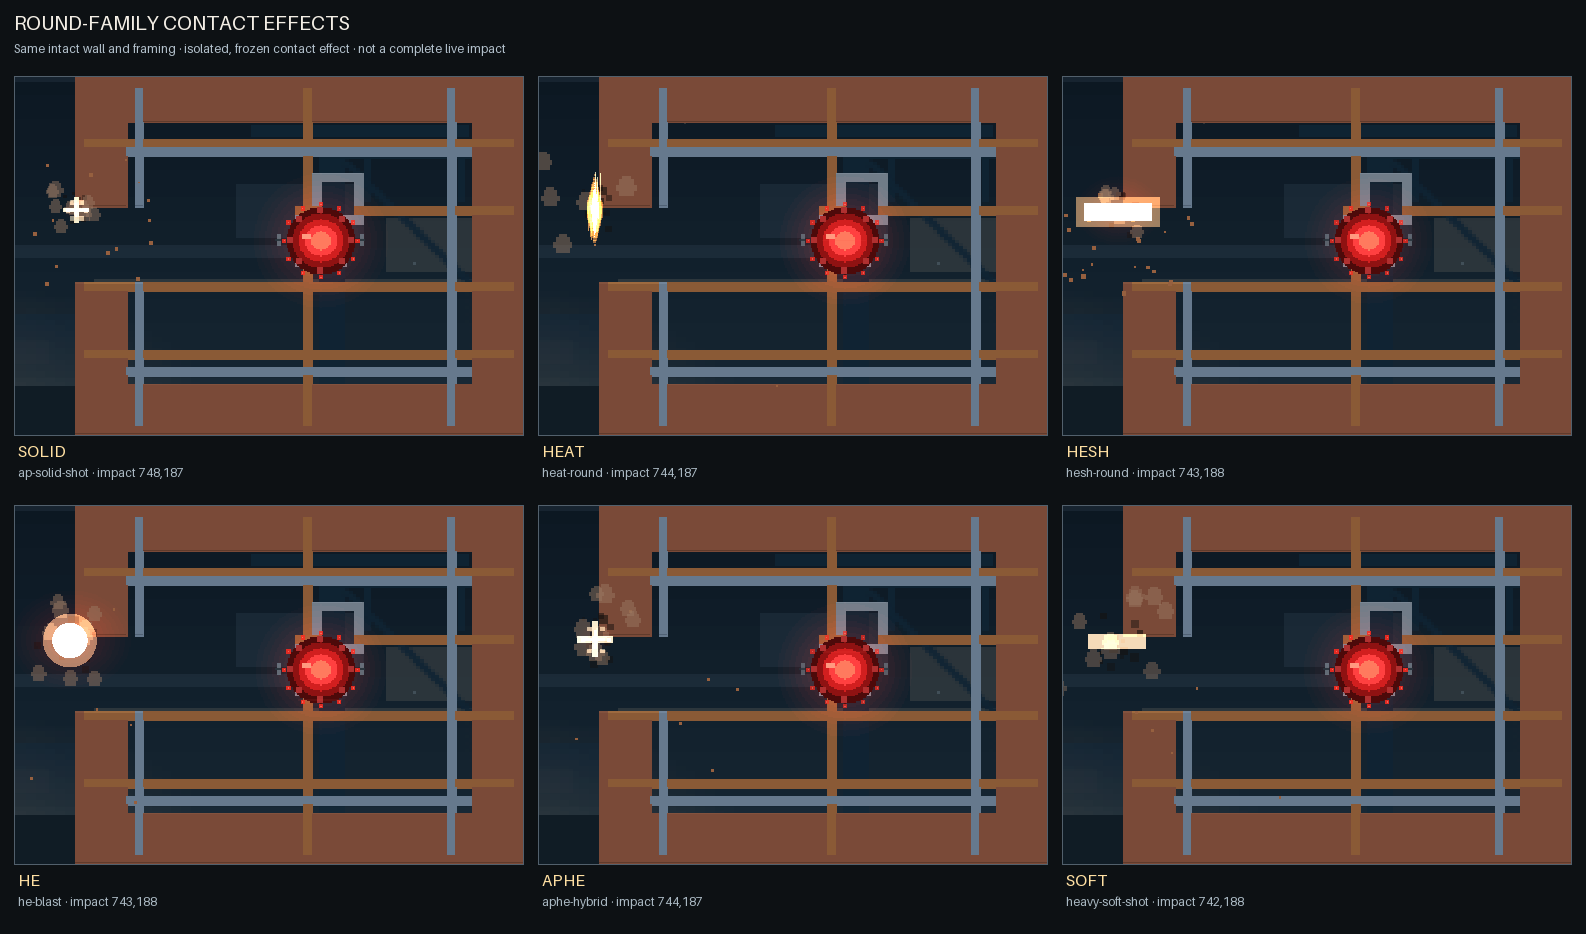 ROUND-FAMILY CONTACT EFFECTS
Same intact wall and framing · isolated, frozen contact effect · not a complete live impact
SOLID
ap-solid-shot · impact 748,187
HEAT
heat-round · impact 744,187
HESH
hesh-round · impact 743,188
HE
he-blast · impact 743,188
APHE
aphe-hybrid · impact 744,187
SOFT
heavy-soft-shot · impact 742,188